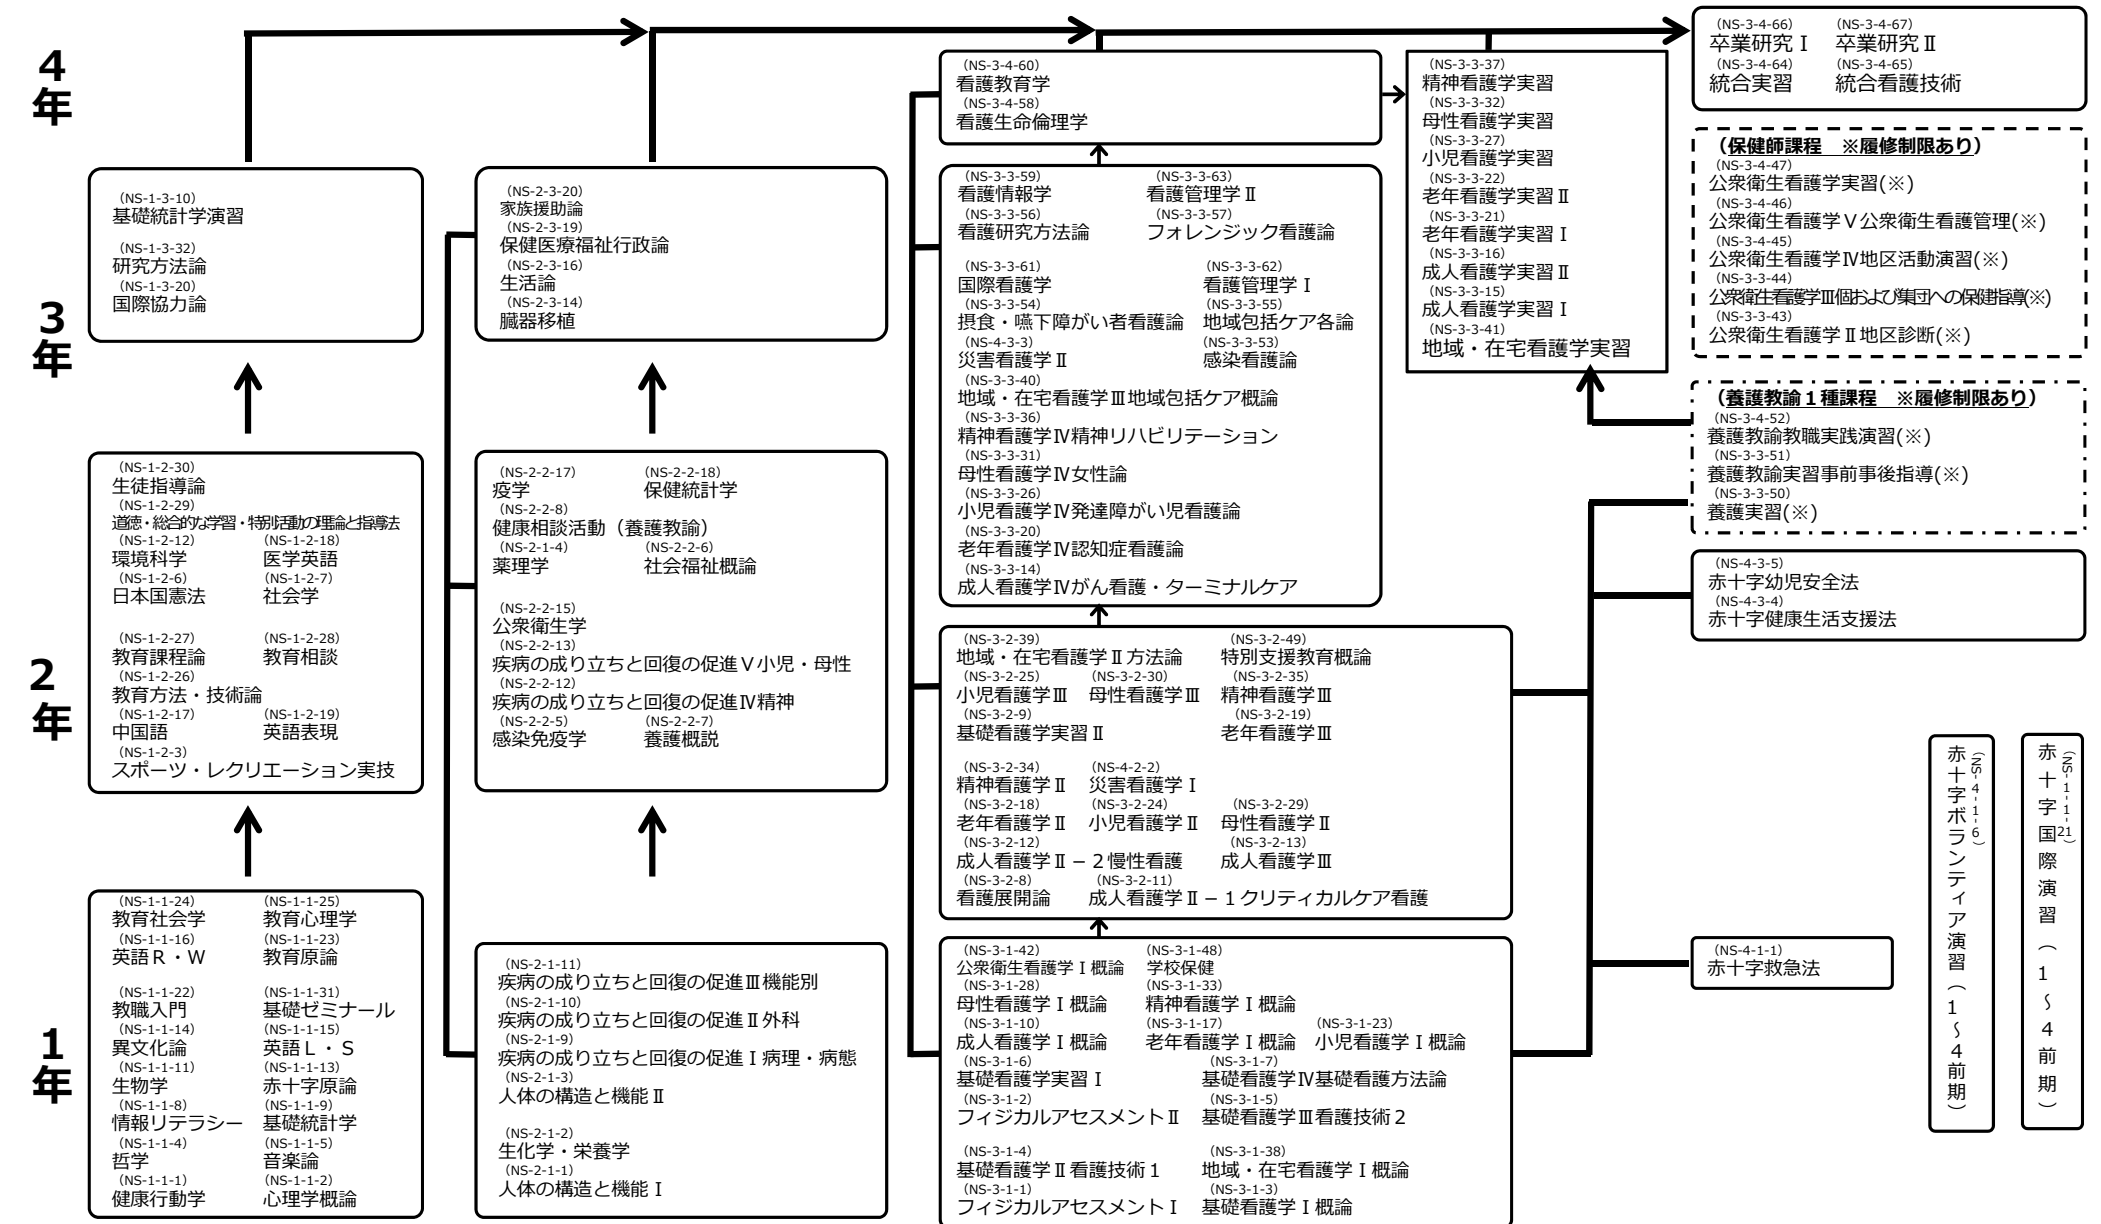 4
年
3
年
2
年
1
年
(NS-1-3-10)
基礎統計学演習
(NS-1-3-32)
研究方法論
(NS-1-3-20)
国際協力論
(NS-1-2-30)
生徒指導論
(NS-1-2-29)
道徳・総合的な学習・特別活動の理論と指導法
(NS-1-2-12) (NS-1-2-18)
環境科学 医学英語
(NS-1-2-6) (NS-1-2-7)
日本国憲法 社会学
(NS-1-2-27) (NS-1-2-28)
教育課程論 教育相談
(NS-1-2-26)
教育方法・技術論
(NS-1-2-17) (NS-1-2-19)
中国語 英語表現
(NS-1-2-3)
スポーツ・レクリエーション実技
(NS-1-1-24) (NS-1-1-25)
教育社会学 教育心理学
(NS-1-1-16) (NS-1-1-23)
英語R・W 教育原論
(NS-1-1-22) (NS-1-1-31)
教職入門 基礎ゼミナール
(NS-1-1-14) (NS-1-1-15)
異文化論 英語L・S
(NS-1-1-11) (NS-1-1-13)
生物学 赤十字原論
(NS-1-1-8) (NS-1-1-9)
情報リテラシー 基礎統計学
(NS-1-1-4) (NS-1-1-5)
哲学 音楽論
(NS-1-1-1) (NS-1-1-2)
健康行動学 心理学概論
(NS-2-3-20)
家族援助論
(NS-2-3-19)
保健医療福祉行政論
(NS-2-3-16)
生活論
(NS-2-3-14)
臓器移植
(NS-2-2-17) (NS-2-2-18)
疫学 保健統計学
(NS-2-2-8)
健康相談活動(養護教諭)
(NS-2-1-4) (NS-2-2-6)
薬理学 社会福祉概論
(NS-2-2-15)
公衆衛生学
(NS-2-2-13)
疾病の成り立ちと回復の促進Ⅴ小児・母性
(NS-2-2-12)
疾病の成り立ちと回復の促進Ⅳ精神
(NS-2-2-5) (NS-2-2-7)
感染免疫学 養護概説
(NS-2-1-11)
疾病の成り立ちと回復の促進Ⅲ機能別
(NS-2-1-10)
疾病の成り立ちと回復の促進Ⅱ外科
(NS-2-1-9)
疾病の成り立ちと回復の促進Ⅰ病理・病態
(NS-2-1-3)
人体の構造と機能Ⅱ
(NS-2-1-2)
生化学・栄養学
(NS-2-1-1)
人体の構造と機能Ⅰ
(NS-3-4-60)
看護教育学
(NS-3-4-58)
看護生命倫理学
(NS-3-3-59) (NS-3-3-63)
看護情報学 看護管理学Ⅱ
(NS-3-3-56) (NS-3-3-57)
看護研究方法論 フォレンジック看護論
(NS-3-3-61) (NS-3-3-62)
国際看護学 看護管理学Ⅰ
(NS-3-3-54) (NS-3-3-55)
摂食・嚥下障がい者看護論 地域包括ケア各論
(NS-4-3-3) (NS-3-3-53)
災害看護学Ⅱ 感染看護論
(NS-3-3-40)
地域・在宅看護学Ⅲ地域包括ケア概論
(NS-3-3-36)
精神看護学Ⅳ精神リハビリテーション
(NS-3-3-31)
母性看護学Ⅳ女性論
(NS-3-3-26)
小児看護学Ⅳ発達障がい児看護論
(NS-3-3-20)
老年看護学Ⅳ認知症看護論
(NS-3-3-14)
成人看護学Ⅳがん看護・ターミナルケア
(NS-3-2-39) (NS-3-2-49)
地域・在宅看護学Ⅱ方法論 特別支援教育概論
(NS-3-2-25) (NS-3-2-30) (NS-3-2-35)
小児看護学Ⅲ 母性看護学Ⅲ 精神看護学Ⅲ
(NS-3-2-9) (NS-3-2-19)
基礎看護学実習Ⅱ 老年看護学Ⅲ
(NS-3-2-34) (NS-4-2-2)
精神看護学Ⅱ 災害看護学Ⅰ
(NS-3-2-18) (NS-3-2-24) (NS-3-2-29)
老年看護学Ⅱ 小児看護学Ⅱ 母性看護学Ⅱ
(NS-3-2-12) (NS-3-2-13)
成人看護学Ⅱ－2慢性看護 成人看護学Ⅲ
(NS-3-2-8) (NS-3-2-11)
看護展開論 成人看護学Ⅱ－1クリティカルケア看護
(NS-3-1-42) (NS-3-1-48)
公衆衛生看護学Ⅰ概論 学校保健
(NS-3-1-28) (NS-3-1-33)
母性看護学Ⅰ概論 精神看護学Ⅰ概論
(NS-3-1-10) (NS-3-1-17) (NS-3-1-23)
成人看護学Ⅰ概論 老年看護学Ⅰ概論 小児看護学Ⅰ概論
(NS-3-1-6) (NS-3-1-7)
基礎看護学実習Ⅰ 基礎看護学Ⅳ基礎看護方法論
(NS-3-1-2) (NS-3-1-5)
フィジカルアセスメントⅡ 基礎看護学Ⅲ看護技術2
(NS-3-1-4) (NS-3-1-38)
基礎看護学Ⅱ看護技術1 地域・在宅看護学Ⅰ概論
(NS-3-1-1) (NS-3-1-3)
フィジカルアセスメントⅠ 基礎看護学Ⅰ概論
(NS-3-3-37)
精神看護学実習
(NS-3-3-32)
母性看護学実習
(NS-3-3-27)
小児看護学実習
(NS-3-3-22)
老年看護学実習Ⅱ
(NS-3-3-21)
老年看護学実習Ⅰ
(NS-3-3-16)
成人看護学実習Ⅱ
(NS-3-3-15)
成人看護学実習Ⅰ
(NS-3-3-41)
地域・在宅看護学実習
(NS-3-4-66) (NS-3-4-67)
卒業研究Ⅰ 卒業研究Ⅱ
(NS-3-4-64) (NS-3-4-65)
統合実習 統合看護技術
(保健師課程 ※履修制限あり)
(NS-3-4-47)
公衆衛生看護学実習(※)
(NS-3-4-46)
公衆衛生看護学Ⅴ公衆衛生看護管理(※)
(NS-3-4-45)
公衆衛生看護学Ⅳ地区活動演習(※)
(NS-3-3-44)
公衆衛生看護学Ⅲ個および集団への保健指導(※)
(NS-3-3-43)
公衆衛生看護学Ⅱ地区診断(※)
(養護教諭1種課程 ※履修制限あり)
(NS-3-4-52)
養護教諭教職実践演習(※)
(NS-3-3-51)
養護教諭実習事前事後指導(※)
(NS-3-3-50)
養護実習(※)
(NS-4-3-5)
赤十字幼児安全法
(NS-4-3-4)
赤十字健康生活支援法
(NS-4-1-1)
赤十字救急法
(NS-4-1-6)
赤十字ボランティア演習(1～4前期)
(NS-1-1-21)
赤十字国際演習(1～4前期)